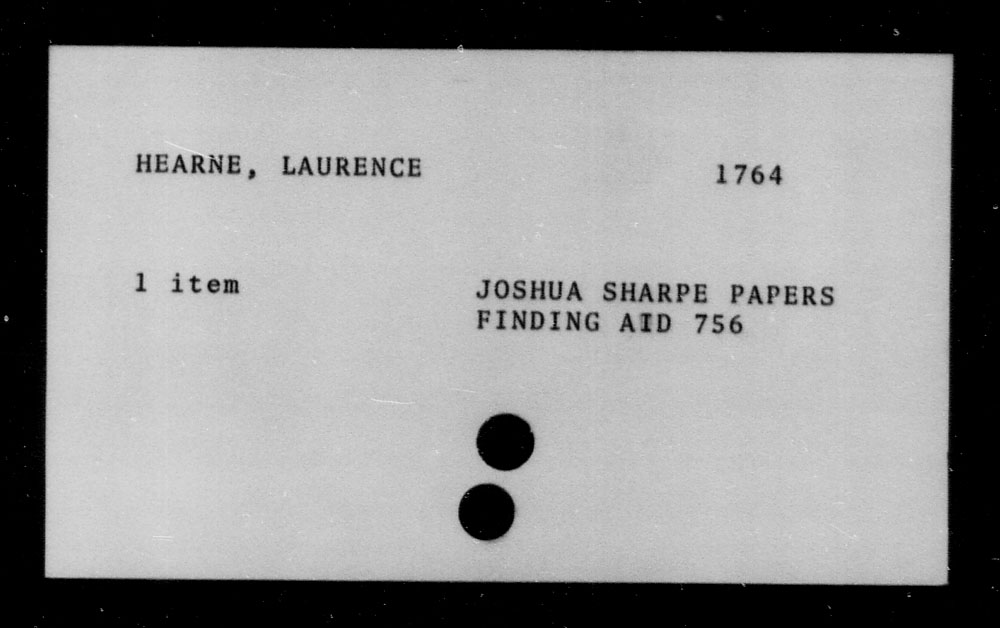 HEARNE, LAURENCE 1764
1 item JOSHUA SHARPE PAPERS
FINDING AID 756